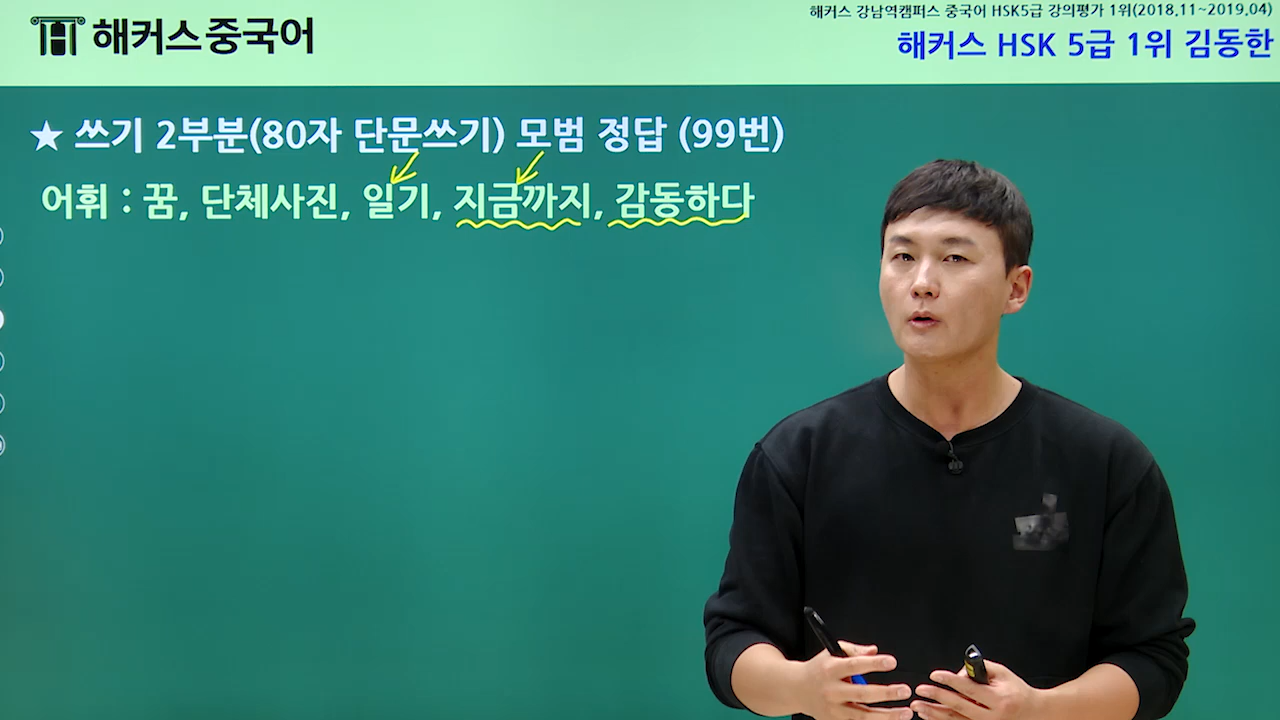 해커스중국어
해커스 강남역캠퍼스 중국어 HSK5급 강의평가 1위(2018.11~2019.04)
해커스 HSK 5급 1위 김동한
★ 쓰기 2부분(80자 단문쓰기) 모범 정답 (99번)
어휘 : 꿈, 단체사진, 일기, 지금까지, 감동하다